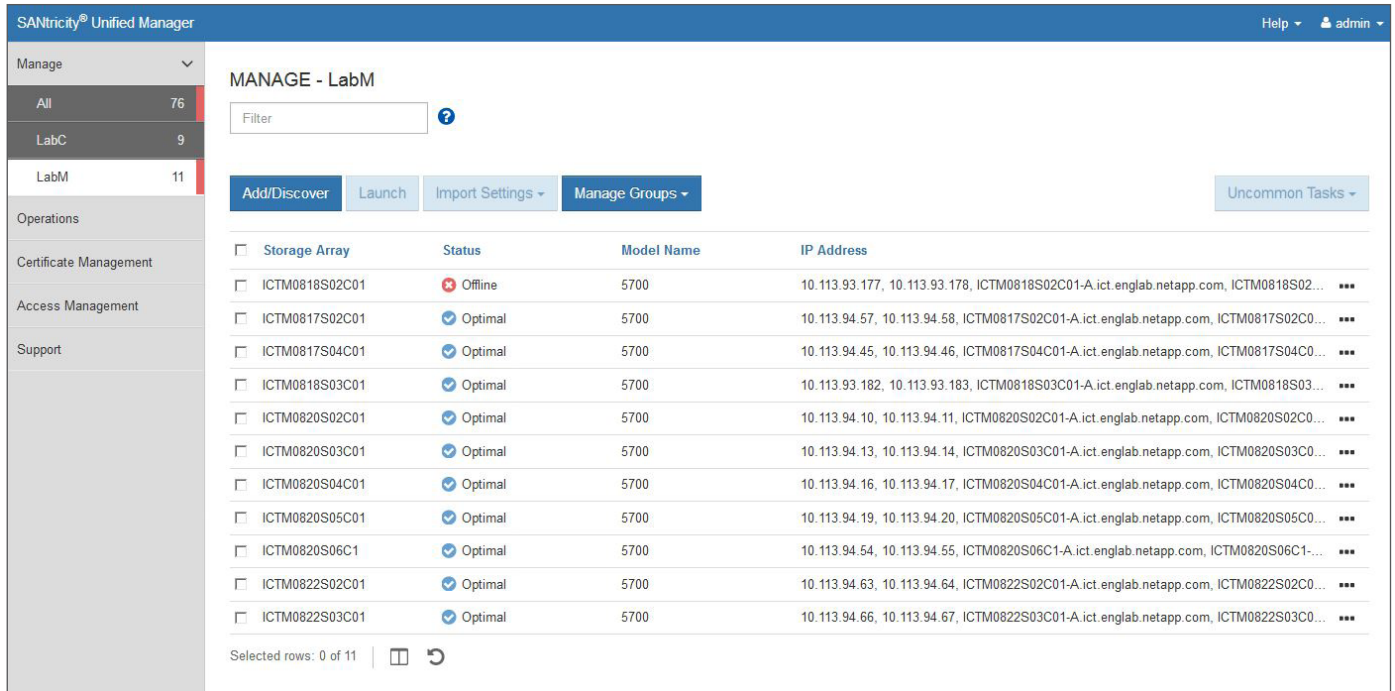 SANtricity® Unified Manager Help admin
Manage
All 76
LabC 9
LabM 11
Operations
Certificate Management
Access Management
Support
MANAGE - LabM
Filter
?
Add/Discover Launch Import Settings Manage Groups Uncommon Tasks
Storage Array Status Model Name IP Address
ICTM0818S02C01 Offline 5700 10.113.93.177, 10.113.93.178, ICTM0818S02C01-A.ict.englab.netapp.com, ICTM0818S02...
ICTM0817S02C01 Optimal 5700 10.113.94.57, 10.113.94.58, ICTM0817S02C01-A.ict.englab.netapp.com, ICTM0817S02C0...
ICTM0817S04C01 Optimal 5700 10.113.94.45, 10.113.94.46, ICTM0817S04C01-A.ict.englab.netapp.com, ICTM0817S04C0...
ICTM0818S03C01 Optimal 5700 10.113.93.182, 10.113.93.183, ICTM0818S03C01-A.ict.englab.netapp.com, ICTM0818S03...
ICTM0820S02C01 Optimal 5700 10.113.94.10, 10.113.94.11, ICTM0820S02C01-A.ict.englab.netapp.com, ICTM0820S02C0...
ICTM0820S03C01 Optimal 5700 10.113.94.13, 10.113.94.14, ICTM0820S03C01-A.ict.englab.netapp.com, ICTM0820S03C0...
ICTM0820S04C01 Optimal 5700 10.113.94.16, 10.113.94.17, ICTM0820S04C01-A.ict.englab.netapp.com, ICTM0820S04C0...
ICTM0820S05C01 Optimal 5700 10.113.94.19, 10.113.94.20, ICTM0820S05C01-A.ict.englab.netapp.com, ICTM0820S05C0...
ICTM0820S06C1 Optimal 5700 10.113.94.54, 10.113.94.55, ICTM0820S06C1-A.ict.englab.netapp.com, ICTM0820S06C1-...
ICTM0822S02C01 Optimal 5700 10.113.94.63, 10.113.94.64, ICTM0822S02C01-A.ict.englab.netapp.com, ICTM0822S02C0...
ICTM0822S03C01 Optimal 5700 10.113.94.66, 10.113.94.67, ICTM0822S03C01-A.ict.englab.netapp.com, ICTM0822S03C0...
Selected rows: 0 of 11